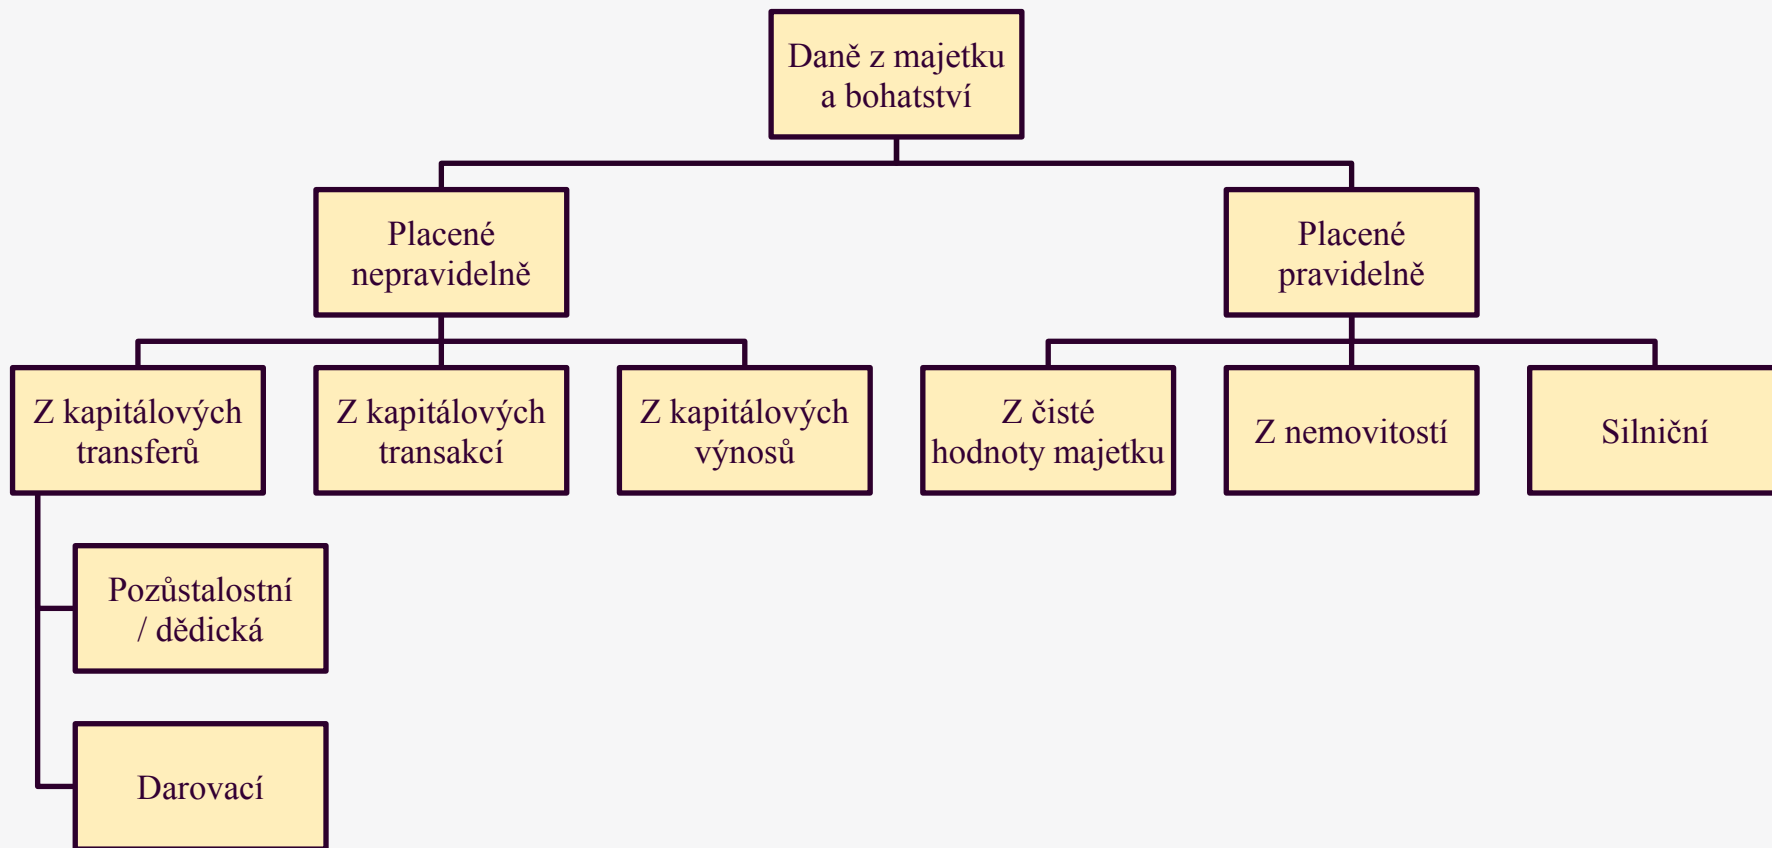 Daně z majetku
a bohatství
Placené
nepravidelně
Placené
pravidelně
Z kapitálových
transferů
Z kapitálových
transakcí
Z kapitálových
výnosů
Z čisté
hodnoty majetku
Z nemovitostí
Silniční
Pozůstalostní
/ dědická
Darovací